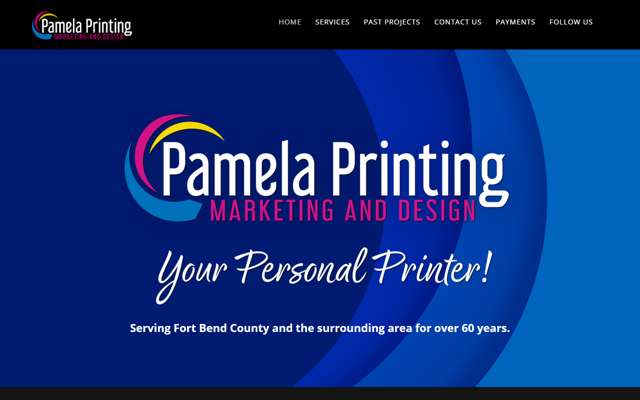 Pamela Printing
MARKETING AND DESIGN
HOME SERVICES PAST PROJECTS CONTACT US PAYMENTS FOLLOW US
Pamela Printing
MARKETING AND DESIGN
Your Personal Printer!
Serving Fort Bend County and the surrounding area for over 60 years.